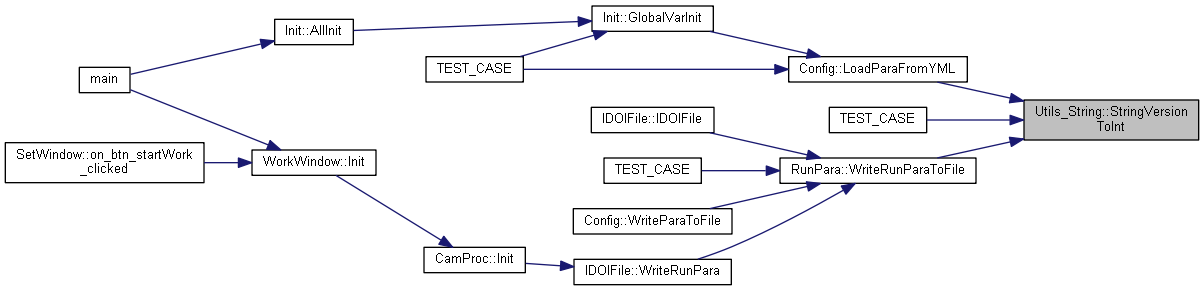 Init::GlobalVarInit
Init::AllInit
TEST_CASE
Config::LoadParaFromYML
main
Utils_String::StringVersion
ToInt
IDOIFile::IDOIFile
TEST_CASE
SetWindow::on_btn_startWork
_clicked
WorkWindow::Init
TEST_CASE
RunPara::WriteRunParaToFile
Config::WriteParaToFile
CamProc::Init
IDOIFile::WriteRunPara